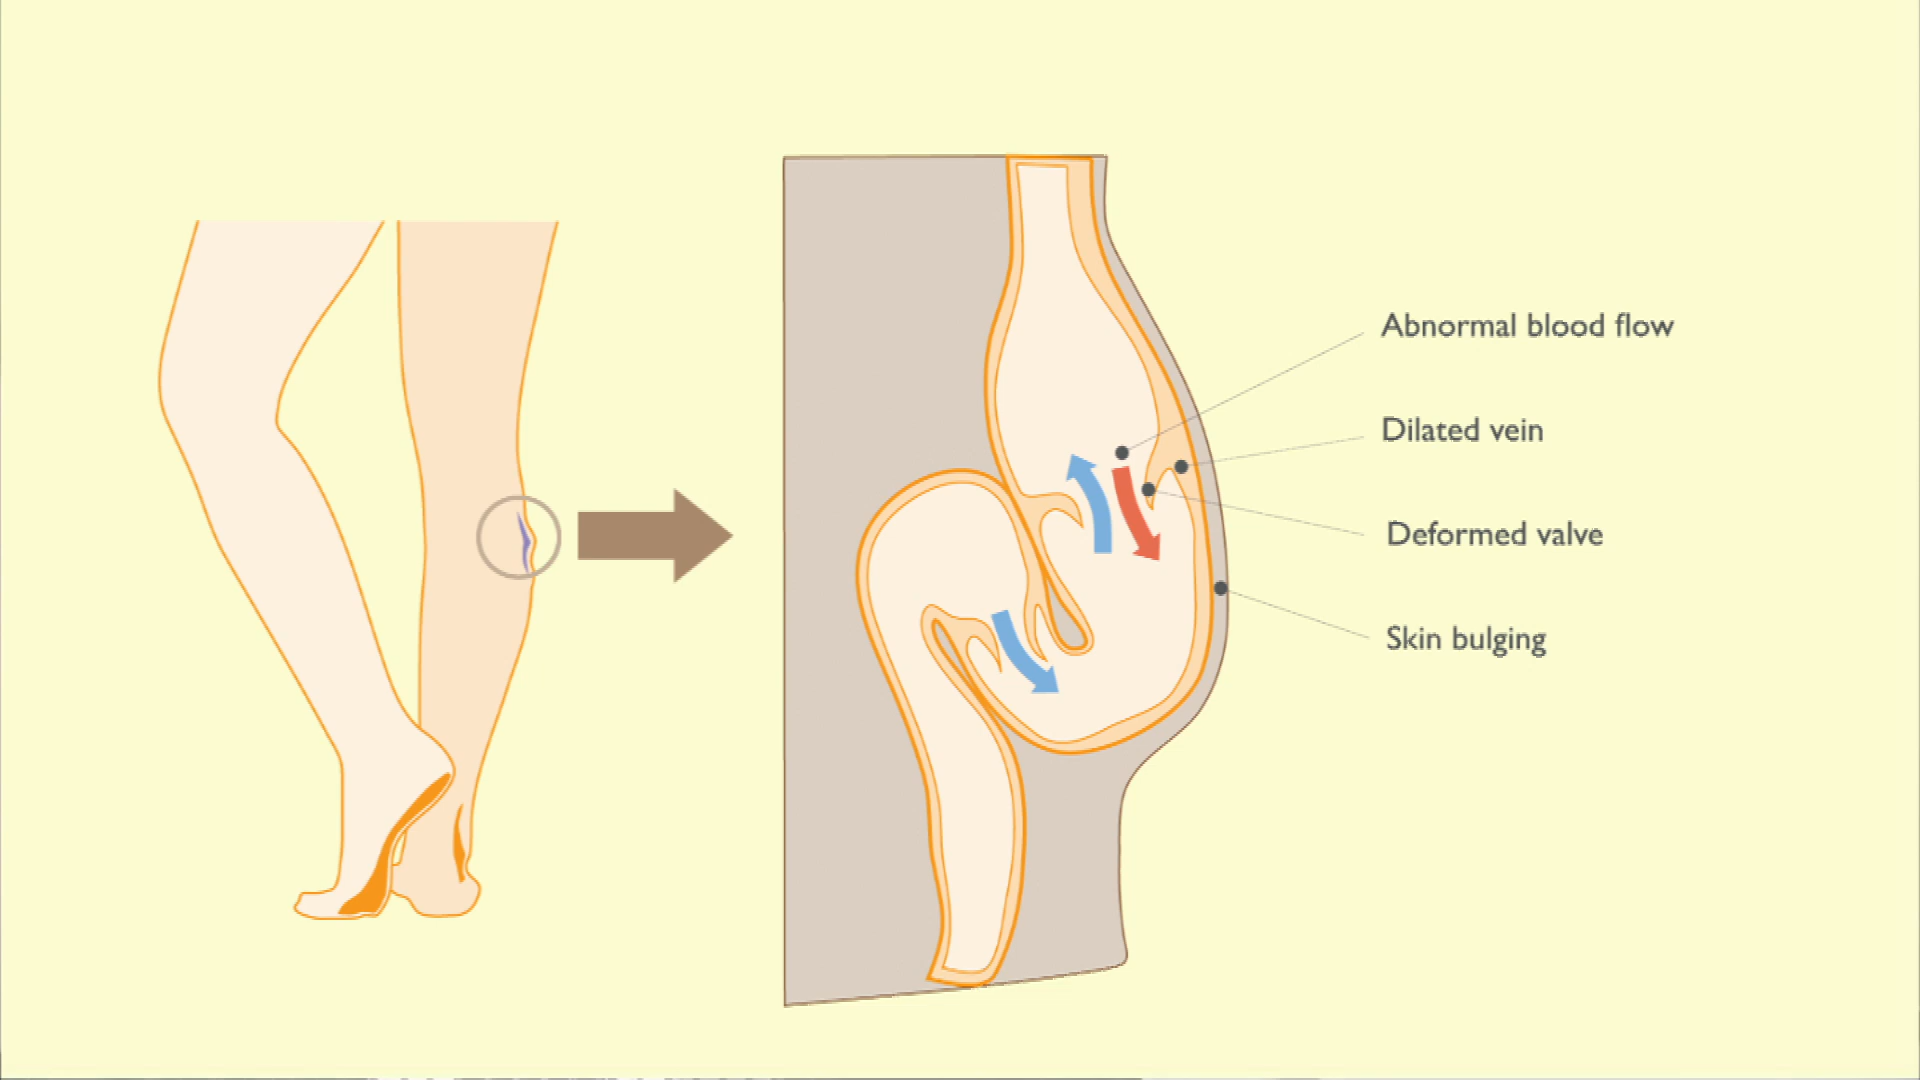 Abnormal blood flow
Dilated vein
Deformed valve
Skin bulging